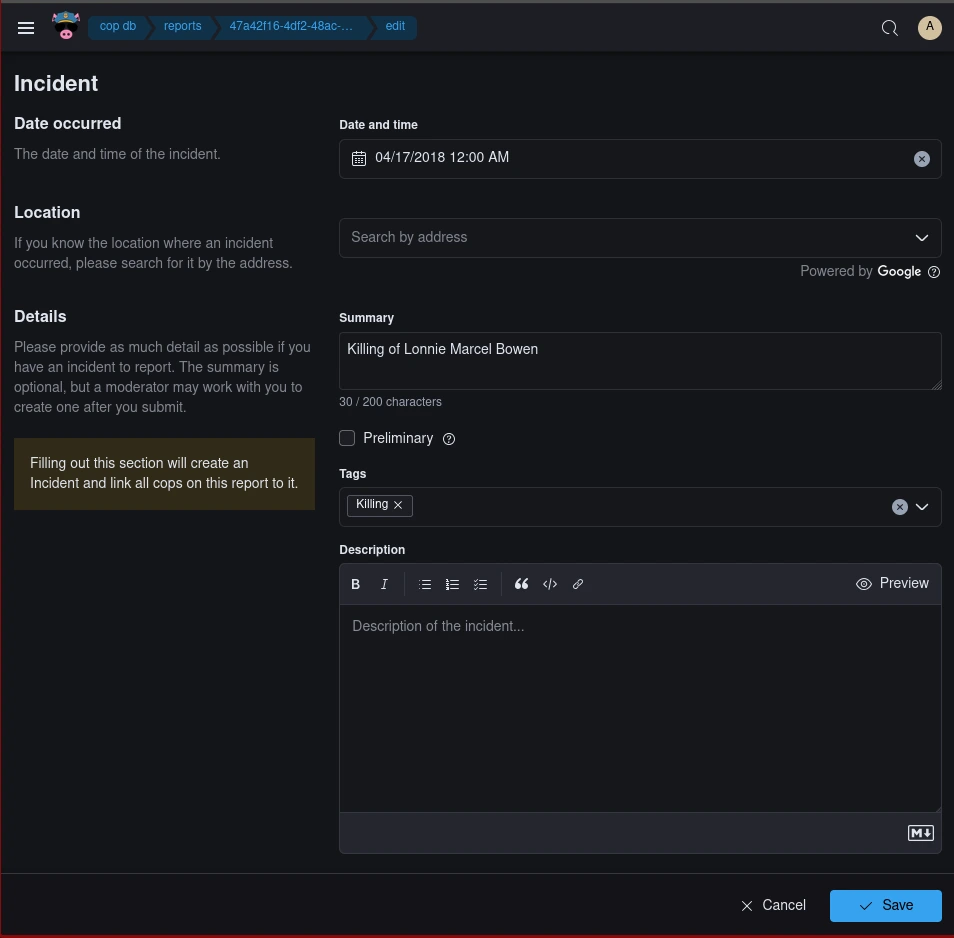 cop db
reports
47a42f16-4df2-48ac-...
edit
A
Incident
Date occurred
The date and time of the incident.
Date and time
04/17/2018 12:00 AM
Location
If you know the location where an incident
occurred, please search for it by the address.
Search by address
Powered by Google
Details
Please provide as much detail as possible if you
have an incident to report. The summary is
optional, but a moderator may work with you to
create one after you submit.
Filling out this section will create an
Incident and link all cops on this report to it.
Summary
Killing of Lonnie Marcel Bowen
30 / 200 characters
Preliminary
Tags
Killing
Description
B I
Preview
Description of the incident...
M
Cancel
Save